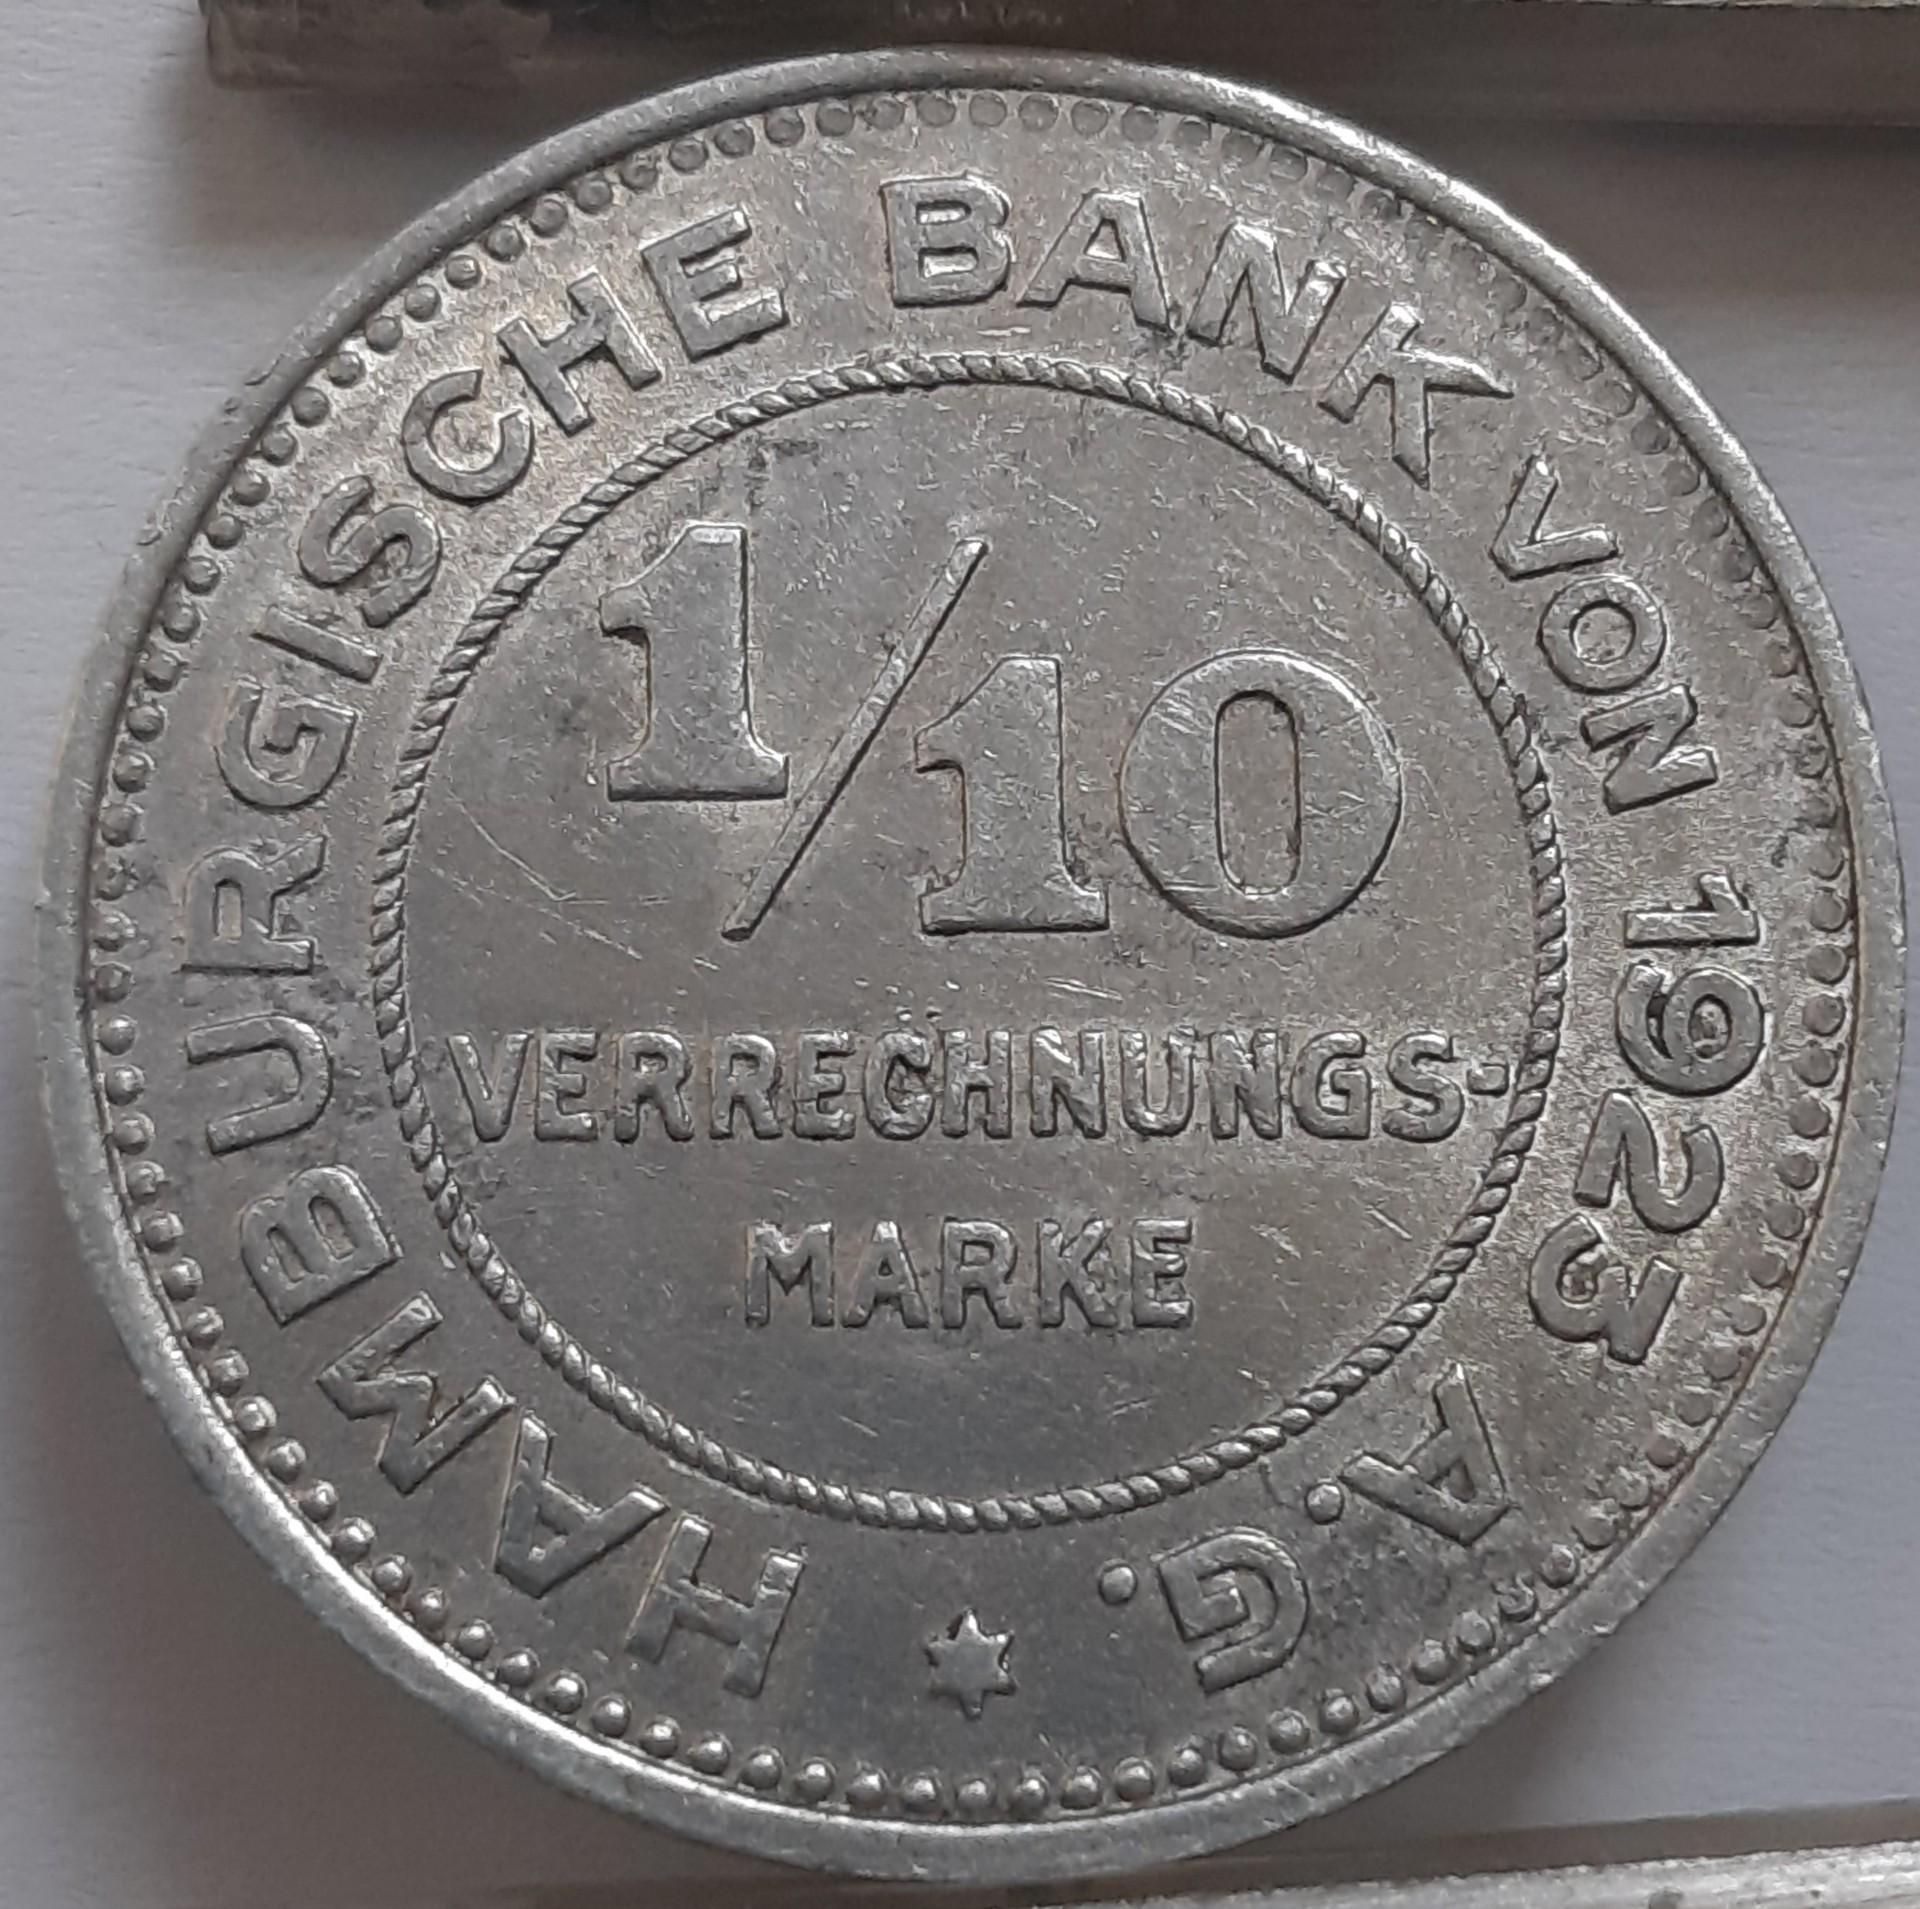 HAMBURGISCHE BANK VON 1923 A.G.
1/10
VERRECHNUNGS-
MARKE